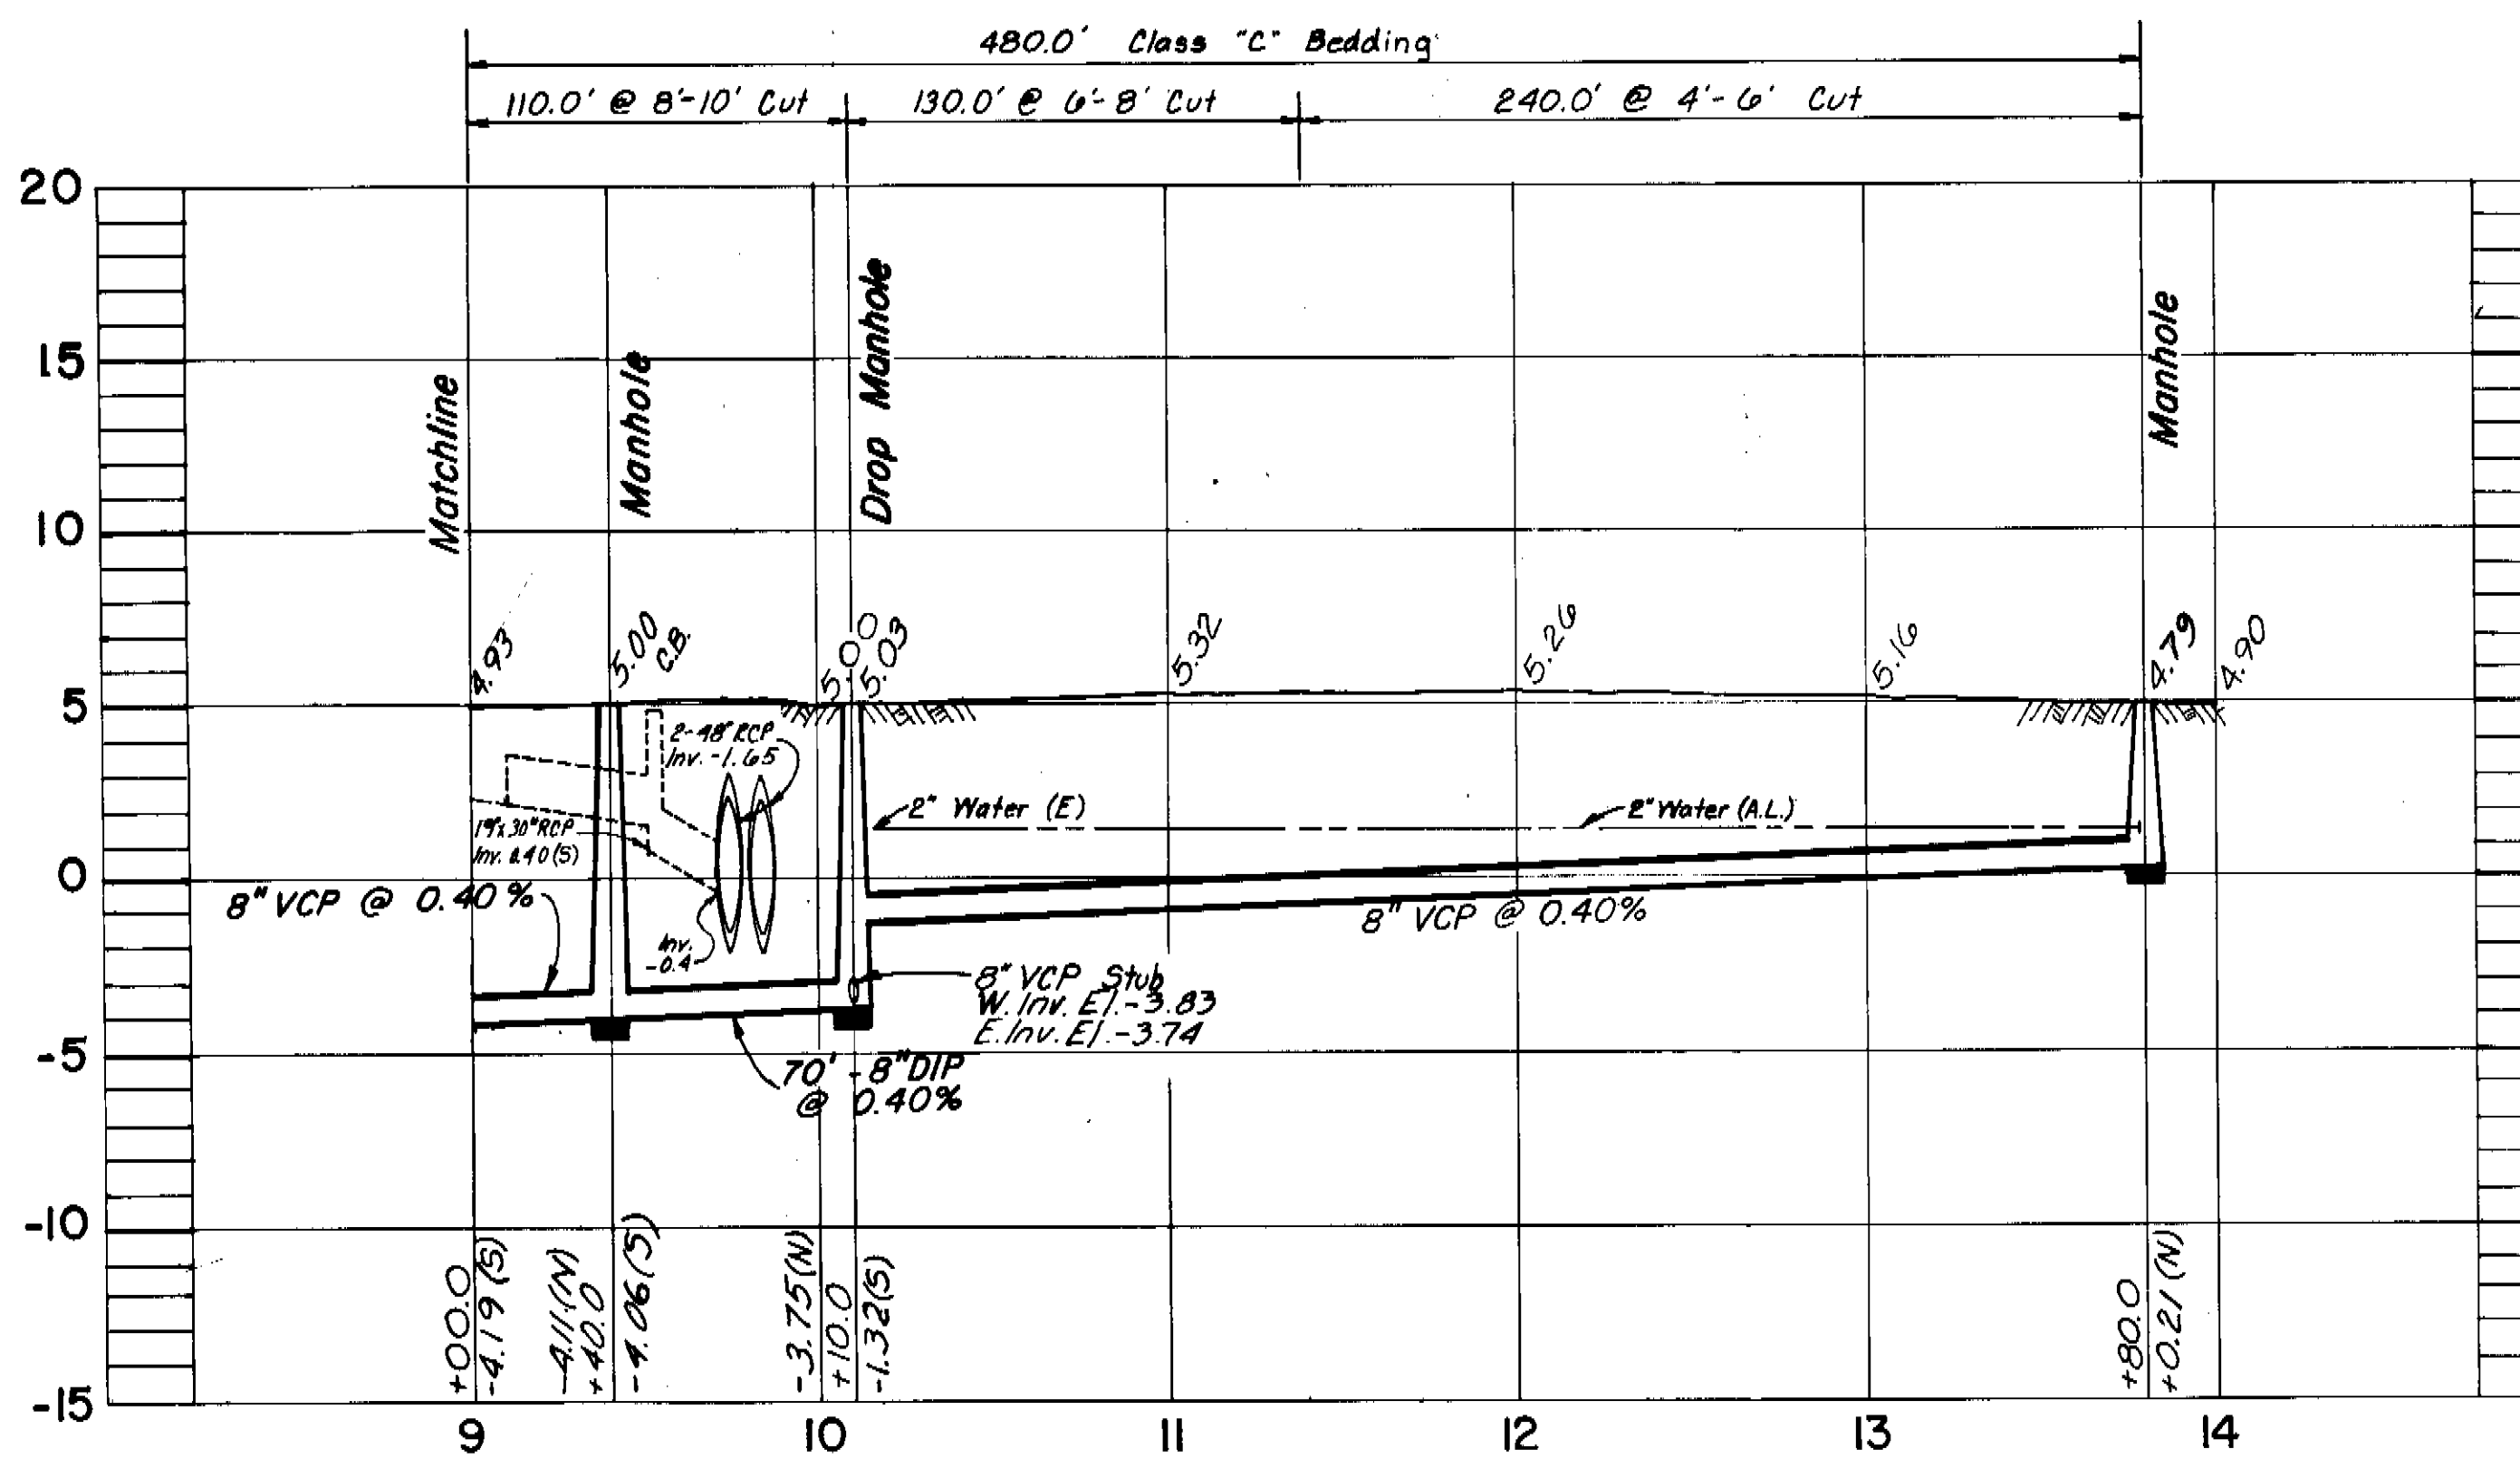 480.0' Class "C" Bedding
110.0' @ 8'-10' Cut
130.0' @ 6'-8' Cut
240.0' @ 4'-6' Cut
20
15
10
5
0
-5
-10
-15
Matchline
Manhole
Drop Manhole
Manhole
4.93
5.00
C.B.
5.00
5.03
5.32
5.26
5.16
4.79
4.90
2-48" RCP
Inv. -1.65
19"x30" RCP
Inv. 0.40 (S)
2" Water (E)
2" Water (A.L.)
8" VCP @ 0.40%
Inv.
-0.4
8" VCP @ 0.40%
8" VCP Stub
W. Inv. El. -3.83
E. Inv. El. -3.74
70' - 8" DIP
@ 0.40%
+00.0
-4.19 (S)
-4.11 (N)
+40.0
-4.06 (S)
-3.75 (N)
+10.0
-1.32 (S)
+80.0
+0.21 (N)
9
10
11
12
13
14